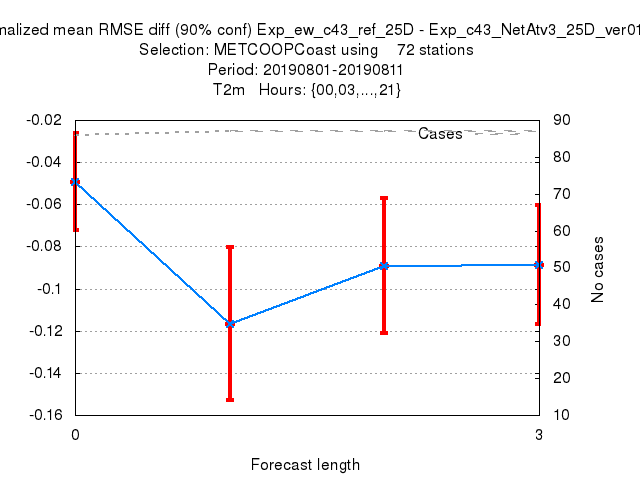 malized mean RMSE diff (90% conf) Exp_ew_c43_ref_25D - Exp_c43_NetAtv3_25D_ver01
Selection: METCOOPCoast using 72 stations
Period: 20190801-20190811
T2m Hours: {00,03,...,21}
-0.02
-0.04
-0.06
-0.08
-0.1
-0.12
-0.14
-0.16
Cases
90
80
70
60
50
40
30
20
10
No cases
0
3
Forecast length